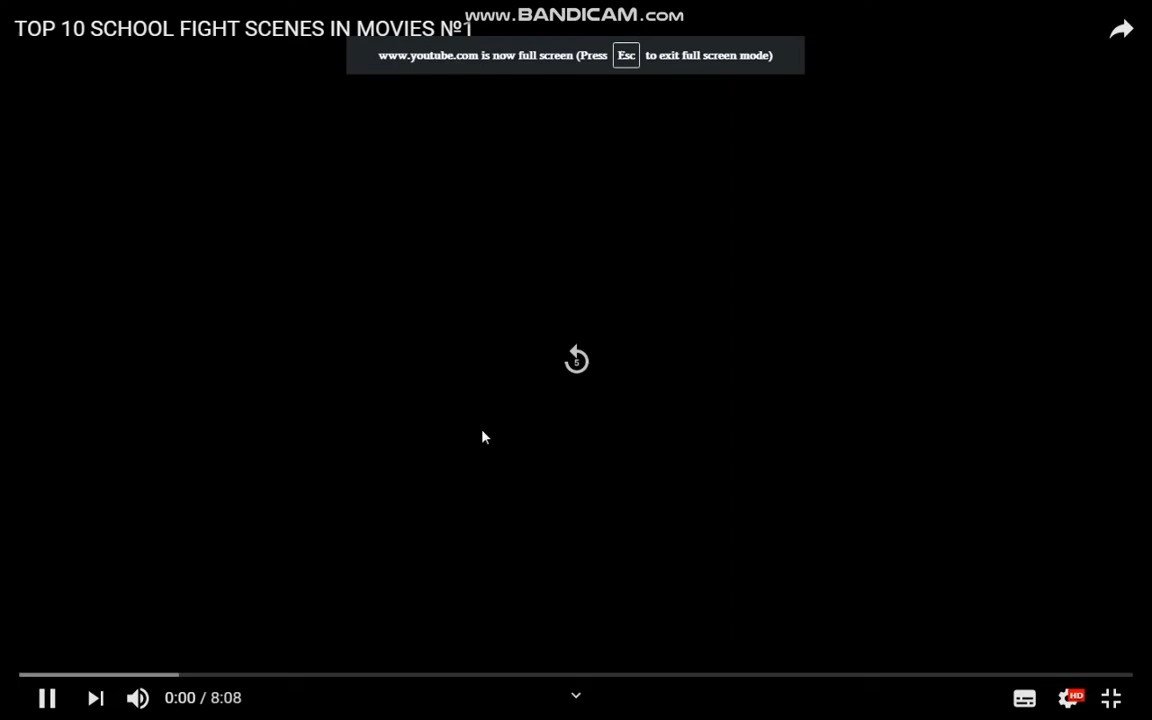 www.BANDICAM.com
TOP 10 SCHOOL FIGHT SCENES IN MOVIES №1
www.youtube.com is now full screen (Press Esc to exit full screen mode)
5
0:00 / 8:08
HD